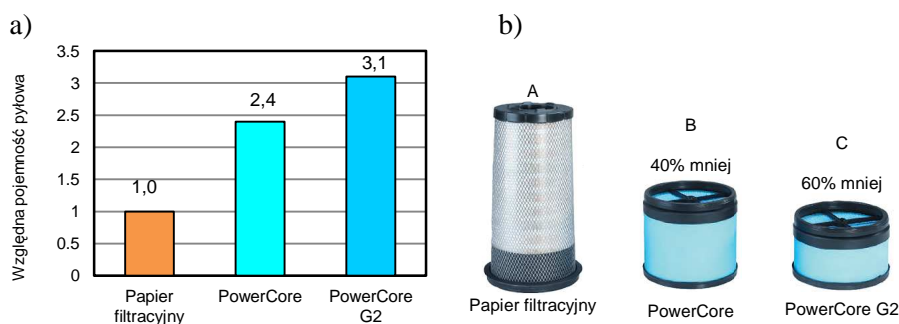 a)
Względna pojemność pyłowa
3.5
3
2.5
2
1.5
1
0.5
0
1,0
2,4
3,1
Papier
filtracyjny
PowerCore
PowerCore
G2
b)
A
Papier filtracyjny
B
40% mniej
PowerCore
C
60% mniej
PowerCore G2